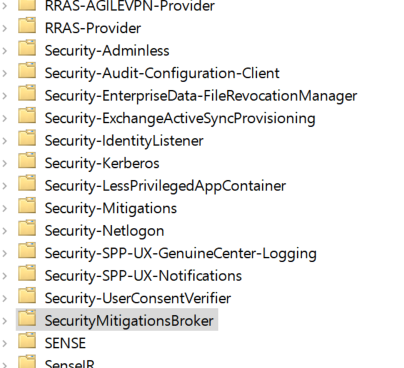 RRAS-AGILEVPN-Provider
RRAS-Provider
Security-Adminless
Security-Audit-Configuration-Client
Security-EnterpriseData-FileRevocationManager
Security-ExchangeActiveSyncProvisioning
Security-IdentityListener
Security-Kerberos
Security-LessPrivilegedAppContainer
Security-Mitigations
Security-Netlogon
Security-SPP-UX-GenuineCenter-Logging
Security-SPP-UX-Notifications
Security-UserConsentVerifier
SecurityMitigationsBroker
SENSE
SenseIR